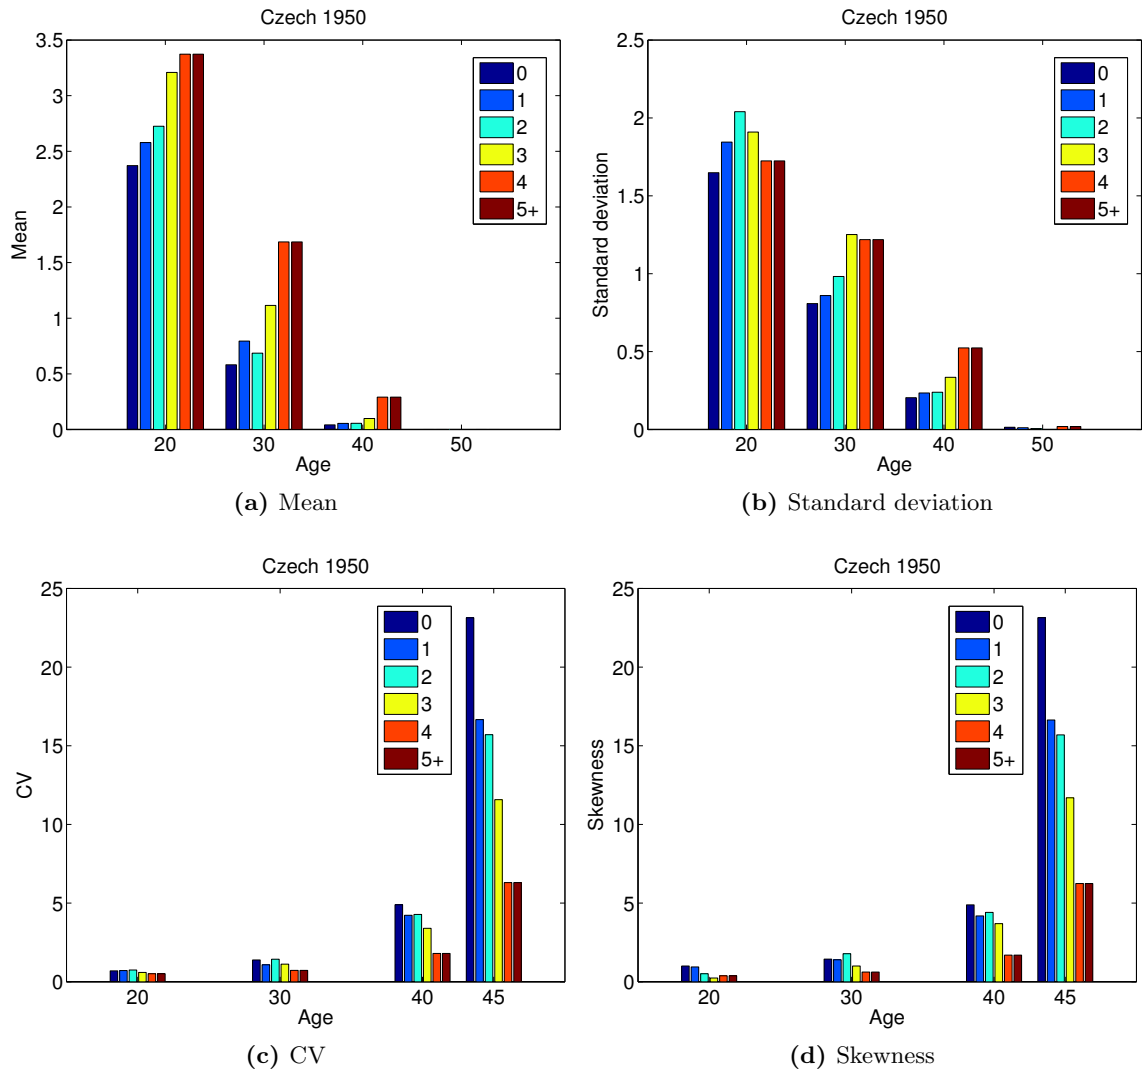 Czech 1950
3.5
3
2.5
2
1.5
1
0.5
0
Mean
0
1
2
3
4
5+
20 30 40 50
Age
(a) Mean
Czech 1950
2.5
2
1.5
1
0.5
0
Standard deviation
0
1
2
3
4
5+
20 30 40 50
Age
(b) Standard deviation
Czech 1950
25
20
15
10
5
0
CV
0
1
2
3
4
5+
20 30 40 45
Age
(c) CV
Czech 1950
25
20
15
10
5
0
Skewness
0
1
2
3
4
5+
20 30 40 45
Age
(d) Skewness